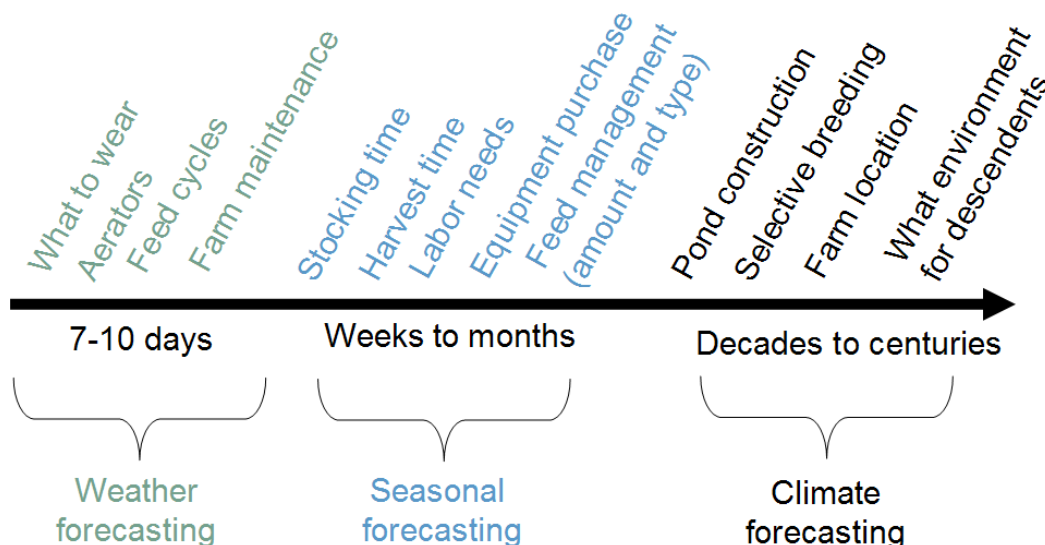 What to wear
Aerators
Feed cycles
Farm maintenance
Stocking time
Harvest time
Labor needs
Equipment purchase
Feed management
(amount and type)
Pond construction
Selective breeding
Farm location
What environment
for descendents
7-10 days
Weeks to months
Decades to centuries
Weather
forecasting
Seasonal
forecasting
Climate
forecasting